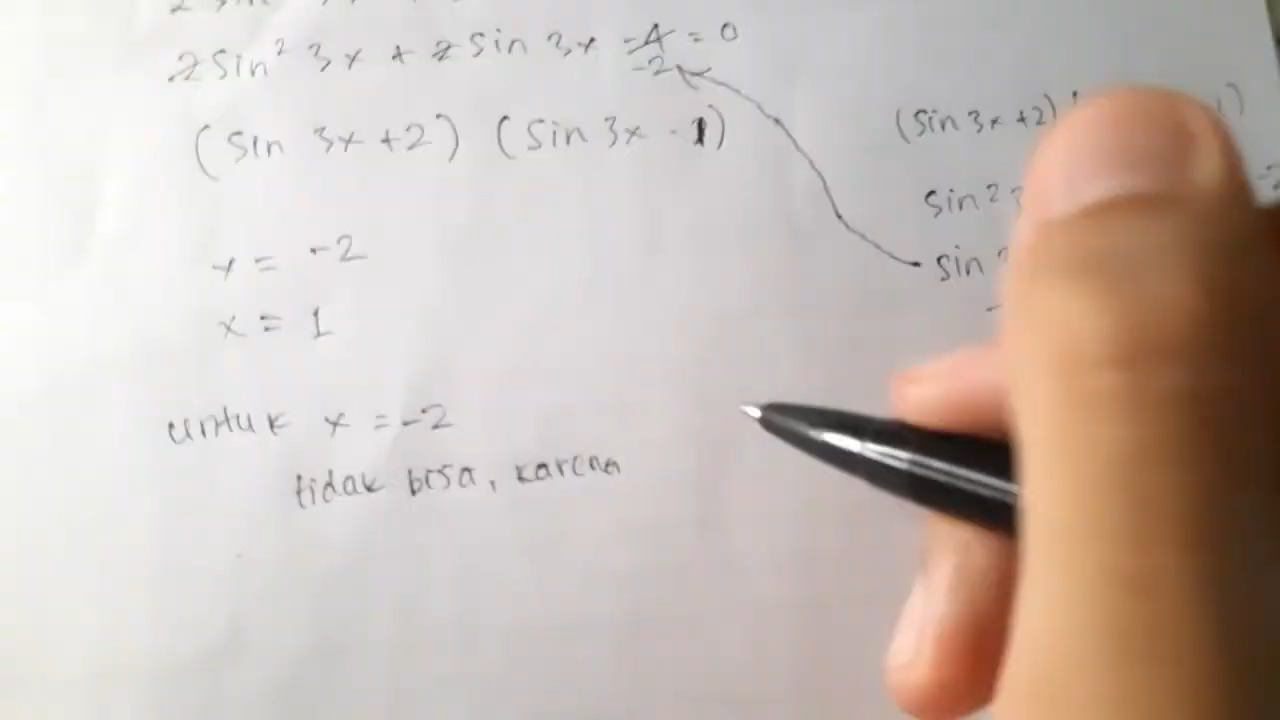 2 sin² 3x + 2 sin 3x -4 = 0
-2
(sin 3x +2) (sin 3x - 1)
x = -2
x = 1
untuk x = -2
tidak bisa, karena
(sin 3x +2) 1)
sin²
sin